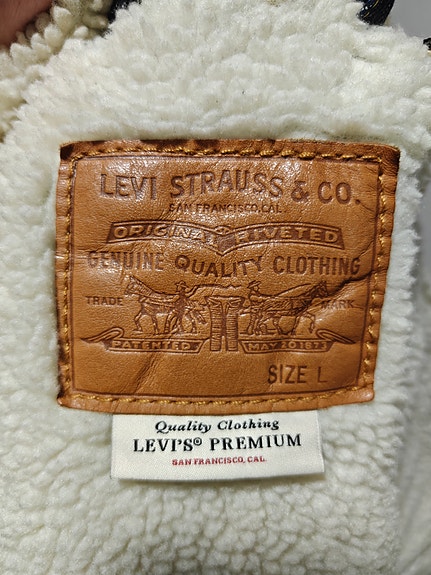 LEVI STRAUSS & CO.
SAN FRANCISCO, CAL.
ORIGINAL RIVETED
GENUINE QUALITY CLOTHING
TRADE MARK
PATENTED MAY 20 1873
SIZE L
Quality Clothing
LEVI'S® PREMIUM
SAN FRANCISCO, CAL.